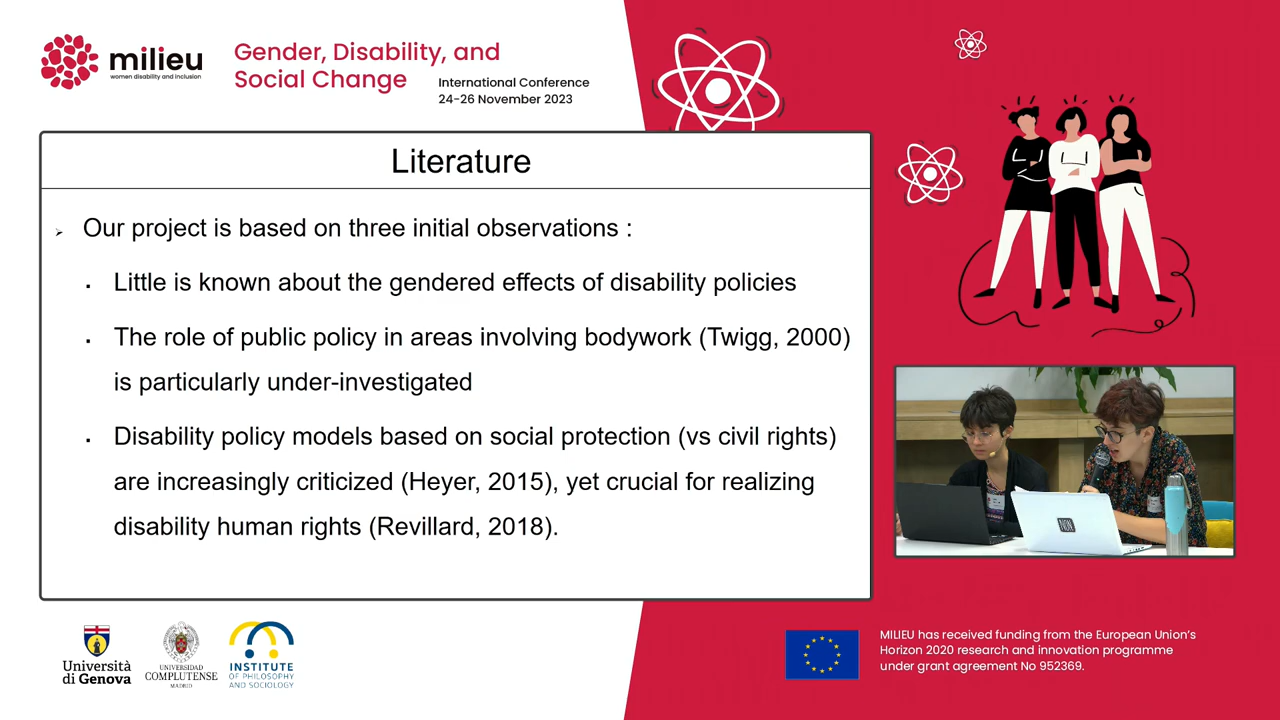 milieu
women disability and inclusion
Gender, Disability, and
Social Change
International Conference
24-26 November 2023
Literature
Our project is based on three initial observations :
Little is known about the gendered effects of disability policies
The role of public policy in areas involving bodywork (Twigg, 2000)
is particularly under-investigated
Disability policy models based on social protection (vs civil rights)
are increasingly criticized (Heyer, 2015), yet crucial for realizing
disability human rights (Revillard, 2018).
NON
Università
di Genova
UNIVERSIDAD
COMPLUTENSE
MADRID
INSTITUTE
OF PHILOSOPHY
AND SOCIOLOGY
MILIEU has received funding from the European Union's
Horizon 2020 research and innovation programme
under grant agreement No 952369.